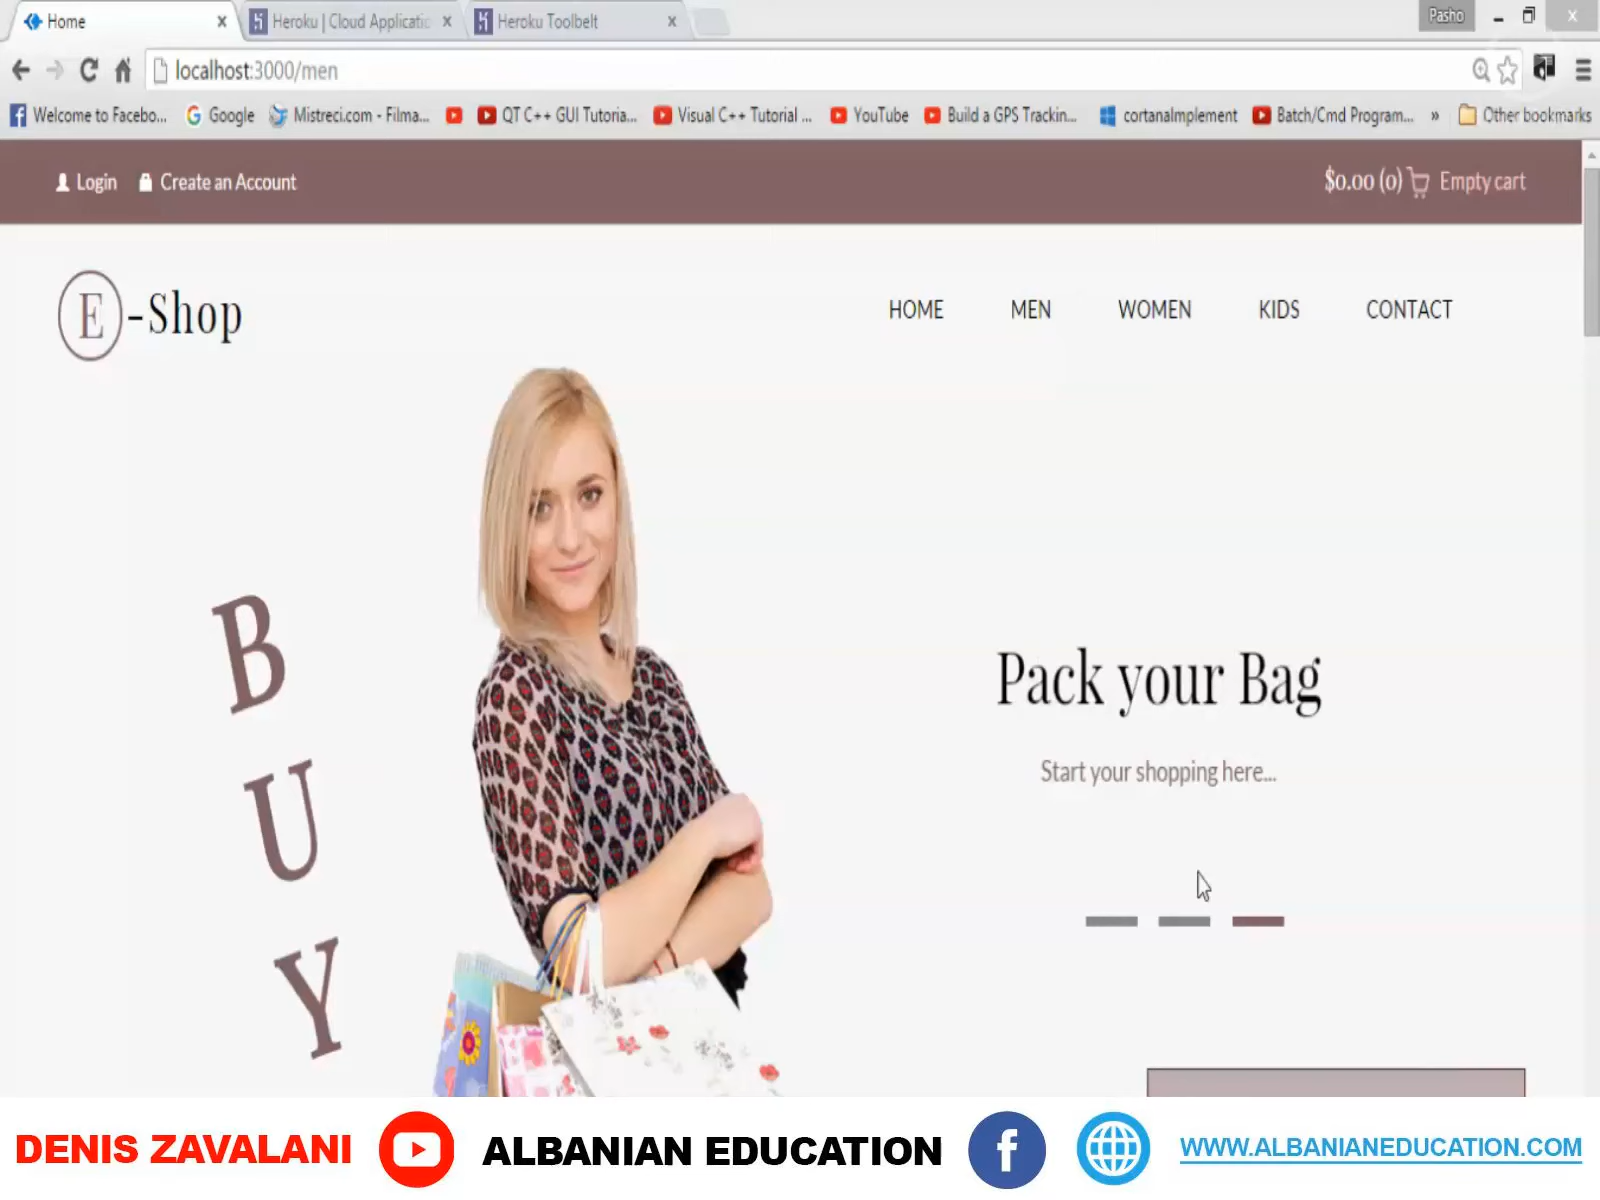 Home
Heroku | Cloud Applicatio
Heroku Toolbelt
Pasho
localhost:3000/men
Welcome to Facebo... Google Mistreci.com - Filma... QT C++ GUI Tutoria... Visual C++ Tutorial ... YouTube Build a GPS Trackin... cortanaImplement Batch/Cmd Program... » Other bookmarks
Login Create an Account $0.00 (0) Empty cart
E-Shop
HOME MEN WOMEN KIDS CONTACT
BUY
Pack your Bag
Start your shopping here...
DENIS ZAVALANI ALBANIAN EDUCATION WWW.ALBANIANEDUCATION.COM